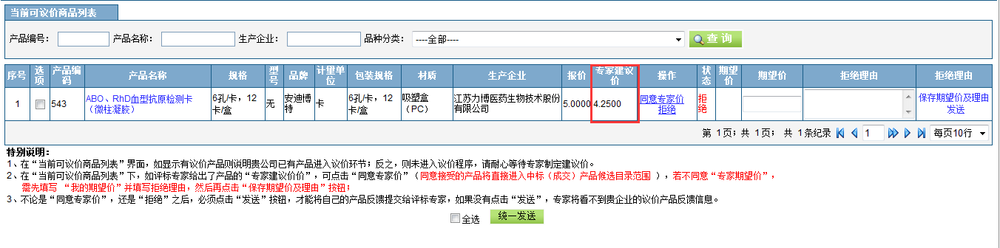 当前可议价商品列表
产品编号： 产品名称： 生产企业： 品种分类： ----全部---- 查 询
序号 选项 产品编码 产品名称 规格 型号 品牌 计量单位 包装规格 材质 生产企业 报价 专家建议价 操作 状态 期望价 期望价 拒绝理由 拒绝理由
1 543 ABO、RhD血型抗原检测卡（微柱凝胶） 6孔/卡，12卡/盒 无 安迪博特 卡 6孔/卡，12卡/盒 吸塑盒（PC） 江苏力博医药生物技术股份有限公司 5.0000 4.2500 同意专家价 拒绝 拒绝 保存期望价及理由 发送
第 1页；共 1页； 共 1条纪录 1 每页10行
特别说明：
1、在“当前可议价商品列表”界面，如显示有议价产品则说明贵公司已有产品进入议价环节；反之，则未进入议价程序，请耐心等待专家制定建议价。
2、在“当前可议价商品列表”下，如评标专家给出了产品的“专家建议价价”，可点击“同意专家价”（同意接受的产品将直接进入中标（成交）产品候选目录范围 ），若不同意“专家期望价”，
需先填写 “我的期望价”并填写拒绝理由，然后再点击“保存期望价及理由”按钮；
3、不论是“同意专家价”，还是“拒绝”之后，必须点击“发送”按钮，才能将自己的产品反馈提交给评标专家，如果没有点击“发送”，专家将看不到贵企业的议价产品反馈信息。
全选 统一发送